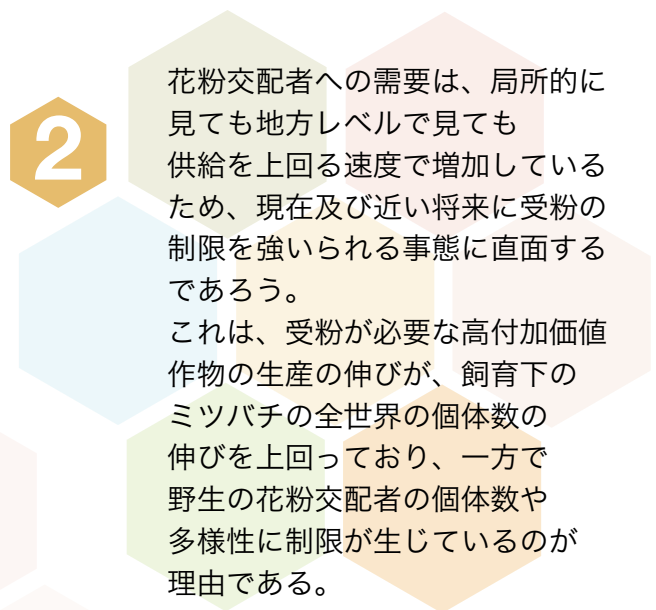 2
花粉交配者への需要は、局所的に
見ても地方レベルで見ても
供給を上回る速度で増加している
ため、現在及び近い将来に受粉の
制限を強いられる事態に直面する
であろう。
これは、受粉が必要な高付加価値
作物の生産の伸びが、飼育下の
ミツバチの全世界の個体数の
伸びを上回っており、一方で
野生の花粉交配者の個体数や
多様性に制限が生じているのが
理由である。